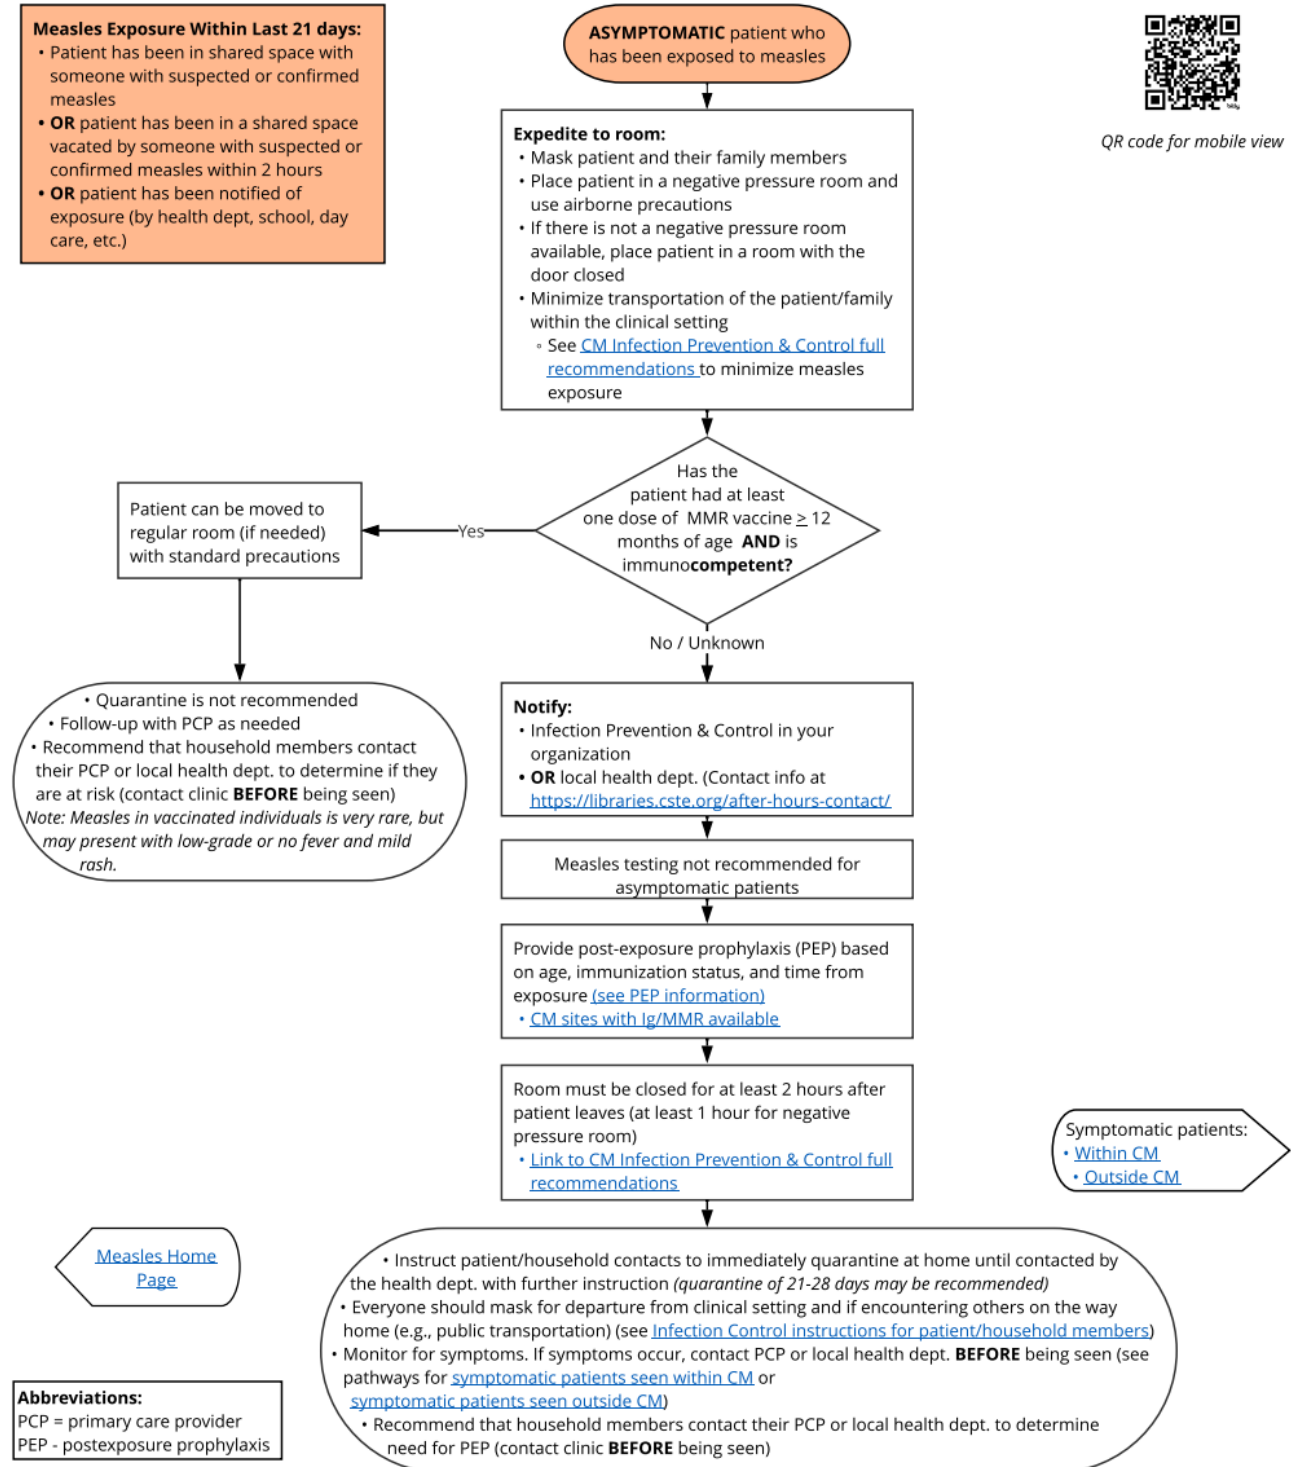 Measles Exposure Within Last 21 days:
• Patient has been in shared space with
someone with suspected or confirmed
measles
• OR patient has been in a shared space
vacated by someone with suspected or
confirmed measles within 2 hours
• OR patient has been notified of
exposure (by health dept, school, day
care, etc.)
ASYMPTOMATIC patient who
has been exposed to measles
QR code for mobile view
Expedite to room:
• Mask patient and their family members
• Place patient in a negative pressure room and
use airborne precautions
• If there is not a negative pressure room
available, place patient in a room with the
door closed
• Minimize transportation of the patient/family
within the clinical setting
◦ See CM Infection Prevention & Control full
recommendations to minimize measles
exposure
Has the
patient had at least
one dose of MMR vaccine ≥ 12
months of age AND is
immunocompetent?
Yes
Patient can be moved to
regular room (if needed)
with standard precautions
No / Unknown
• Quarantine is not recommended
• Follow-up with PCP as needed
• Recommend that household members contact
their PCP or local health dept. to determine if they
are at risk (contact clinic BEFORE being seen)
Note: Measles in vaccinated individuals is very rare, but
may present with low-grade or no fever and mild
rash.
Notify:
• Infection Prevention & Control in your
organization
• OR local health dept. (Contact info at
https://libraries.cste.org/after-hours-contact/
Measles testing not recommended for
asymptomatic patients
Provide post-exposure prophylaxis (PEP) based
on age, immunization status, and time from
exposure (see PEP information)
• CM sites with Ig/MMR available
Room must be closed for at least 2 hours after
patient leaves (at least 1 hour for negative
pressure room)
• Link to CM Infection Prevention & Control full
recommendations
Symptomatic patients:
• Within CM
• Outside CM
Measles Home
Page
• Instruct patient/household contacts to immediately quarantine at home until contacted by
the health dept. with further instruction (quarantine of 21-28 days may be recommended)
• Everyone should mask for departure from clinical setting and if encountering others on the way
home (e.g., public transportation) (see Infection Control instructions for patient/household members)
• Monitor for symptoms. If symptoms occur, contact PCP or local health dept. BEFORE being seen (see
pathways for symptomatic patients seen within CM or
symptomatic patients seen outside CM)
• Recommend that household members contact their PCP or local health dept. to determine
need for PEP (contact clinic BEFORE being seen)
Abbreviations:
PCP = primary care provider
PEP - postexposure prophylaxis